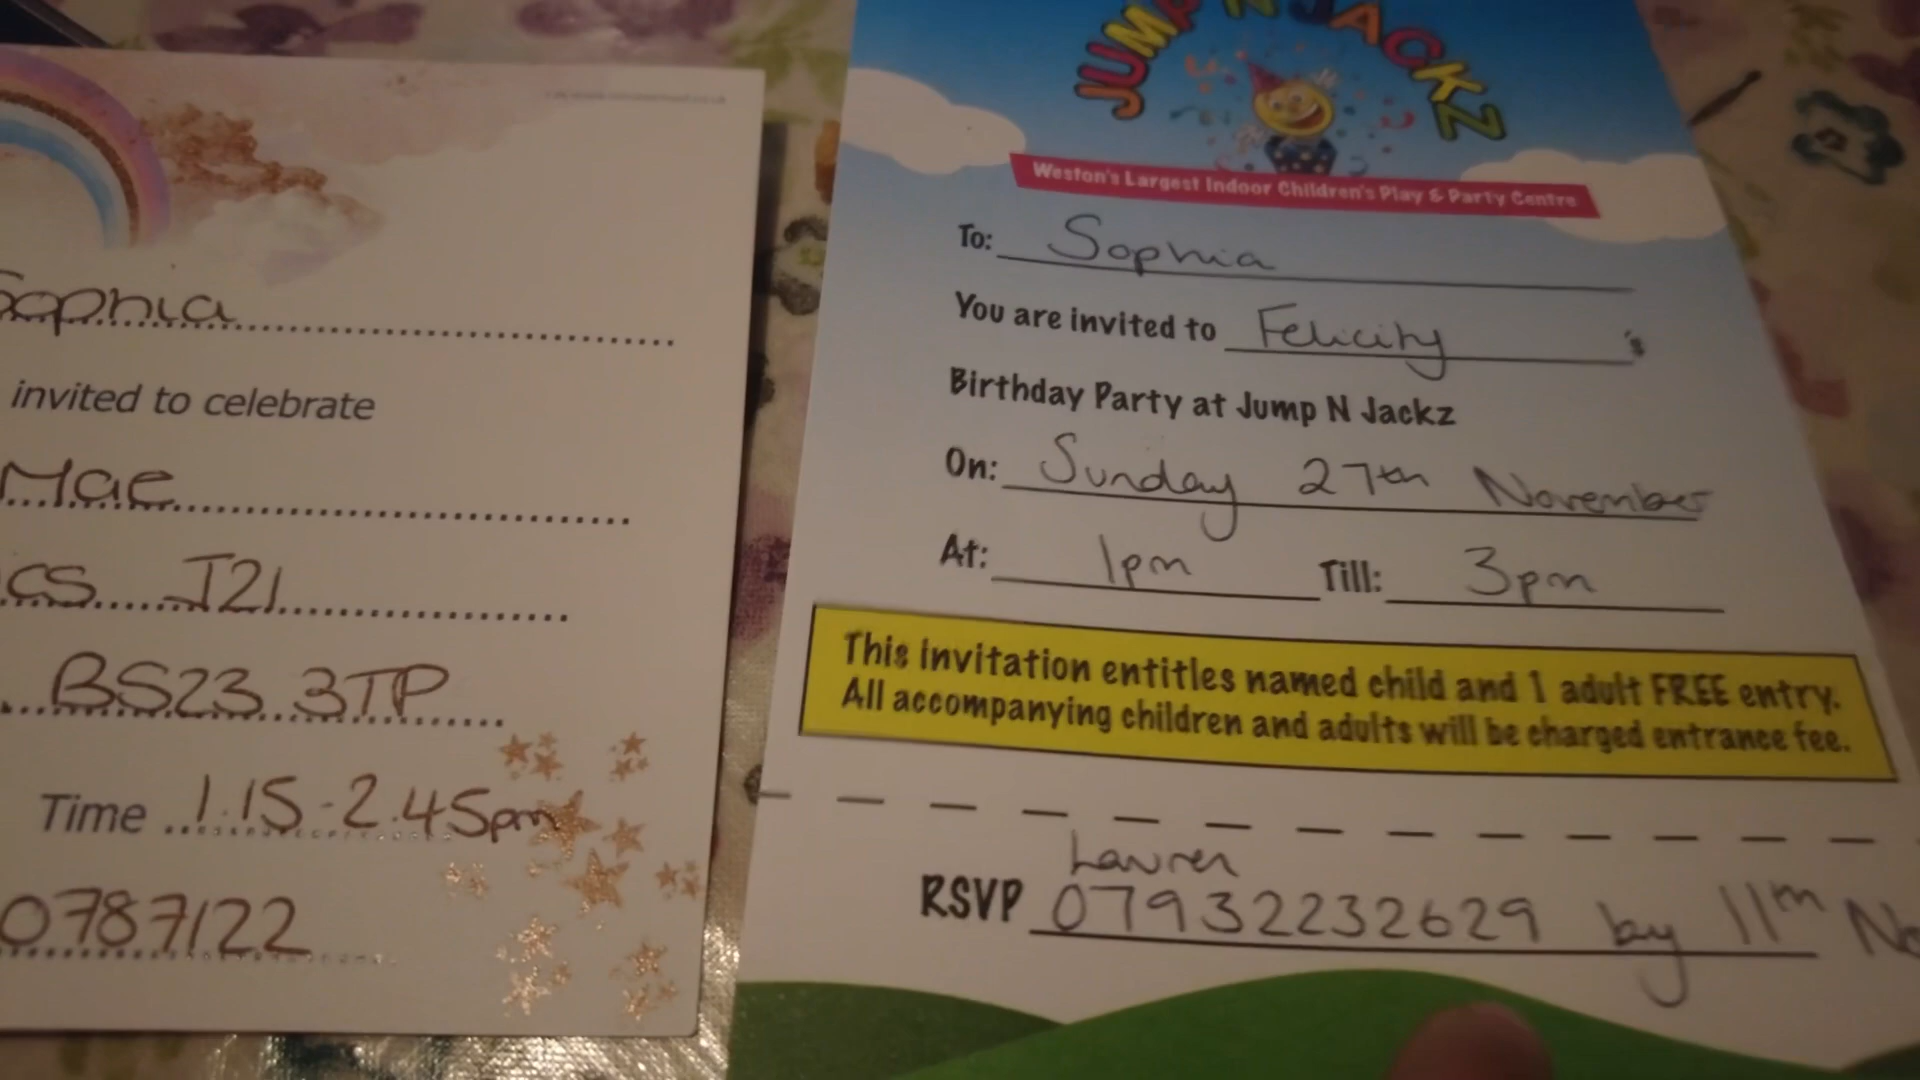 Sophia
invited to celebrate
Mae
cs J21
BS23 3TP
Time 1.15-2.45pm
0787122
JUMP N JACKZ
Weston's Largest Indoor Children's Play & Party Centre
To: Sophia
You are invited to Felicity 's
Birthday Party at Jump N Jackz
On: Sunday 27th November
At: 1pm Till: 3pm
This invitation entitles named child and 1 adult FREE entry.
All accompanying children and adults will be charged entrance fee.
Lauren
RSVP 07932232629 by 11th No